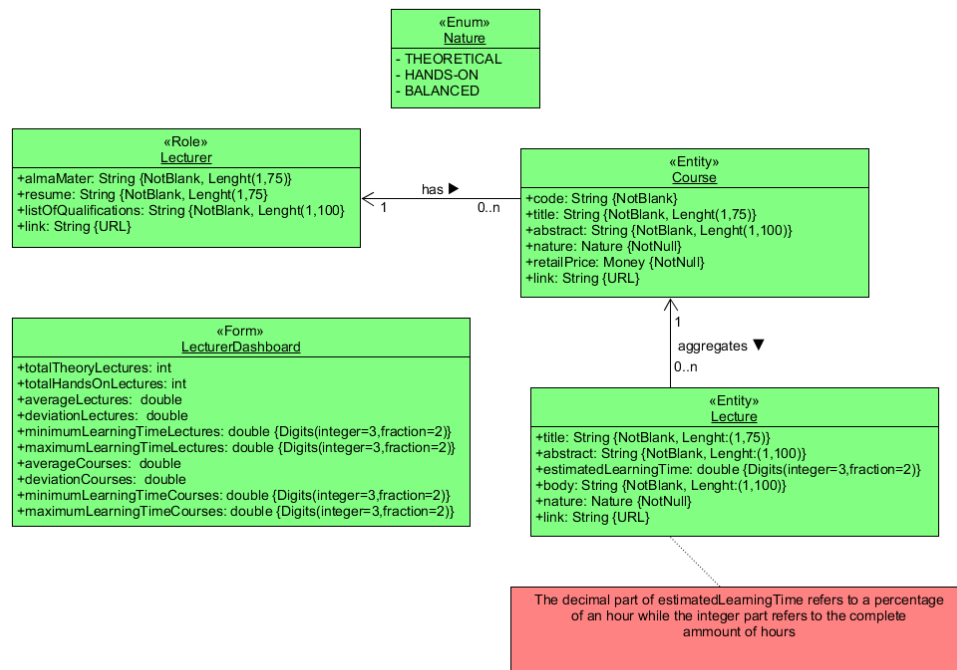 «Enum»
Nature
- THEORETICAL
- HANDS-ON
- BALANCED
«Role»
Lecturer
+almaMater: String {NotBlank, Lenght(1,75)}
+resume: String {NotBlank, Lenght(1,75}
+listOfQualifications: String {NotBlank, Lenght(1,100}
+link: String {URL}
has ▶
1
0..n
«Entity»
Course
+code: String {NotBlank}
+title: String {NotBlank, Lenght(1,75)}
+abstract: String {NotBlank, Lenght(1,100)}
+nature: Nature {NotNull}
+retailPrice: Money {NotNull}
+link: String {URL}
1
aggregates ▼
0..n
«Form»
LecturerDashboard
+totalTheoryLectures: int
+totalHandsOnLectures: int
+averageLectures: double
+deviationLectures: double
+minimumLearningTimeLectures: double {Digits(integer=3,fraction=2)}
+maximumLearningTimeLectures: double {Digits(integer=3,fraction=2)}
+averageCourses: double
+deviationCourses: double
+minimumLearningTimeCourses: double {Digits(integer=3,fraction=2)}
+maximumLearningTimeCourses: double {Digits(integer=3,fraction=2)}
«Entity»
Lecture
+title: String {NotBlank, Lenght:(1,75)}
+abstract: String {NotBlank, Lenght:(1,100)}
+estimatedLearningTime: double {Digits(integer=3,fraction=2)}
+body: String {NotBlank, Lenght:(1,100)}
+nature: Nature {NotNull}
+link: String {URL}
The decimal part of estimatedLearningTime refers to a percentage
of an hour while the integer part refers to the complete
ammount of hours